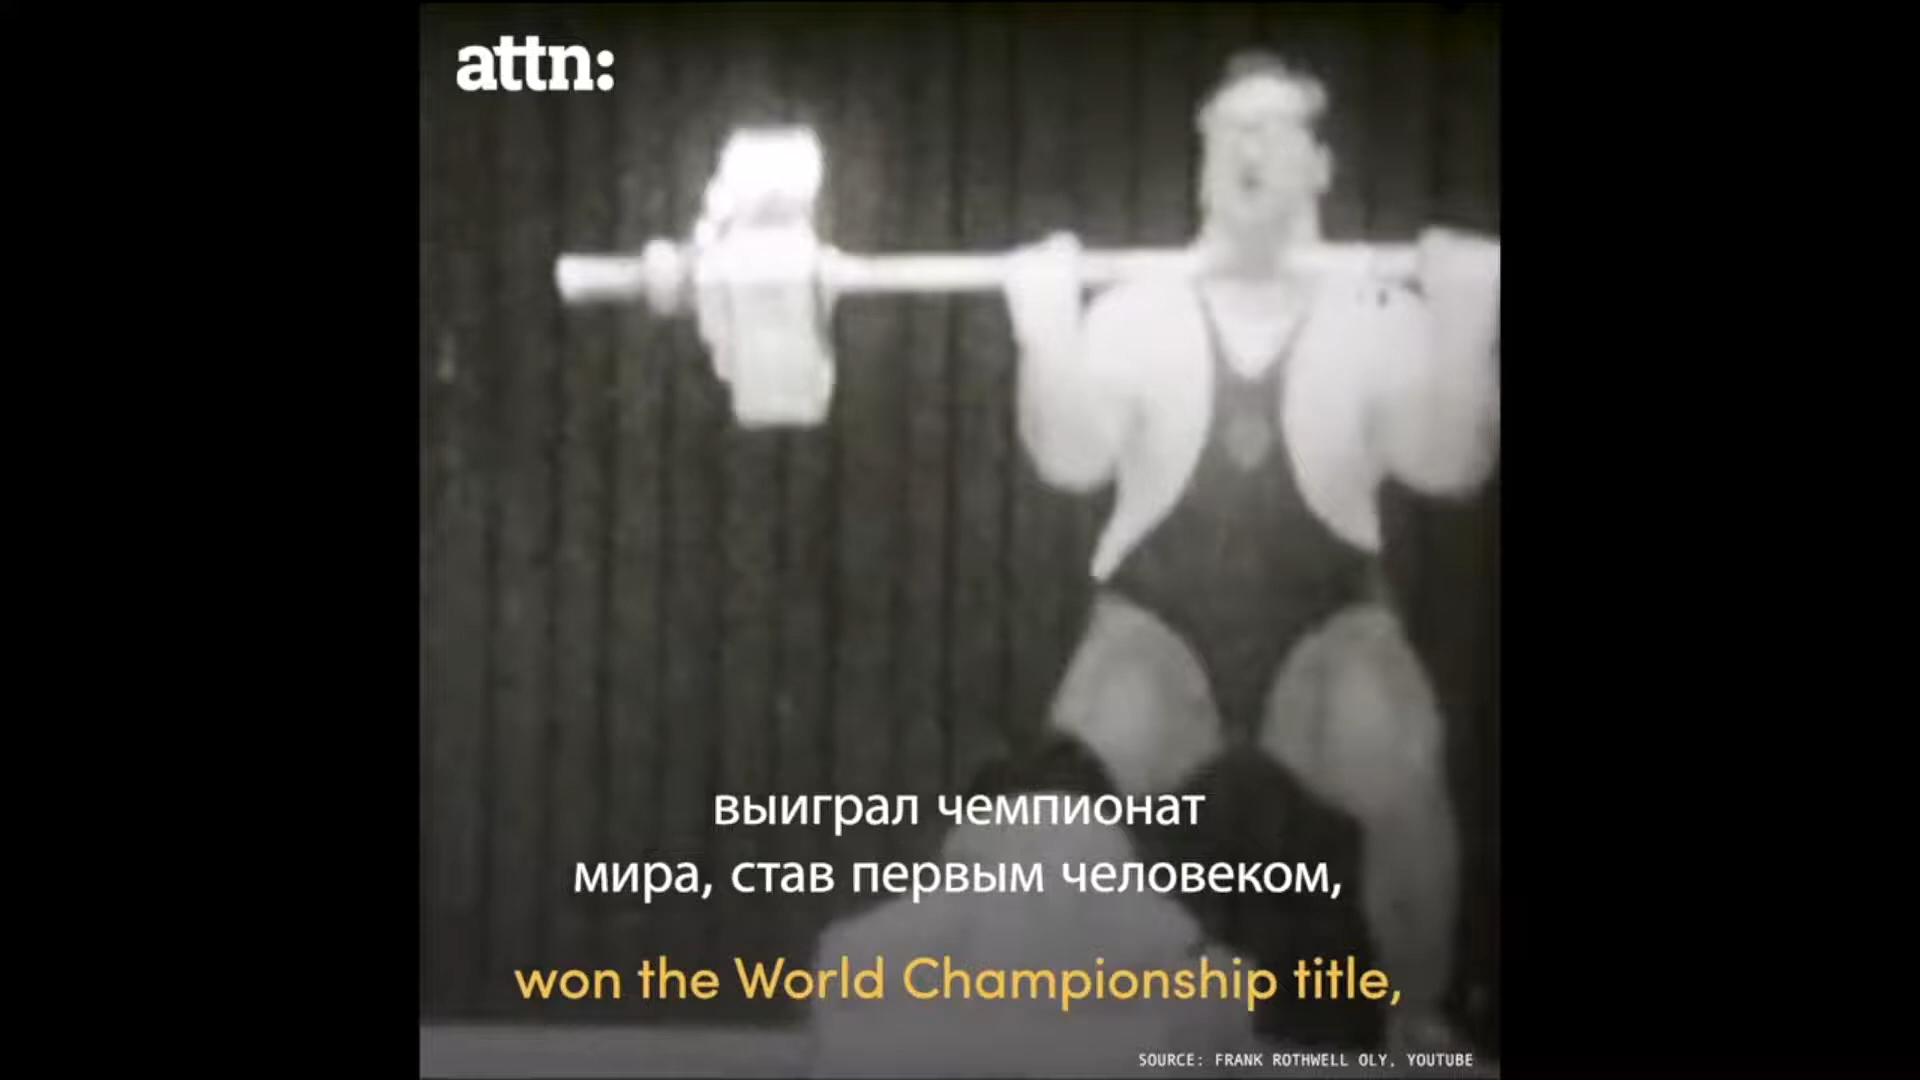 attn:
выиграл чемпионат
мира, став первым человеком,
won the World Championship title,
SOURCE: FRANK ROTHWELL OLY, YOUTUBE